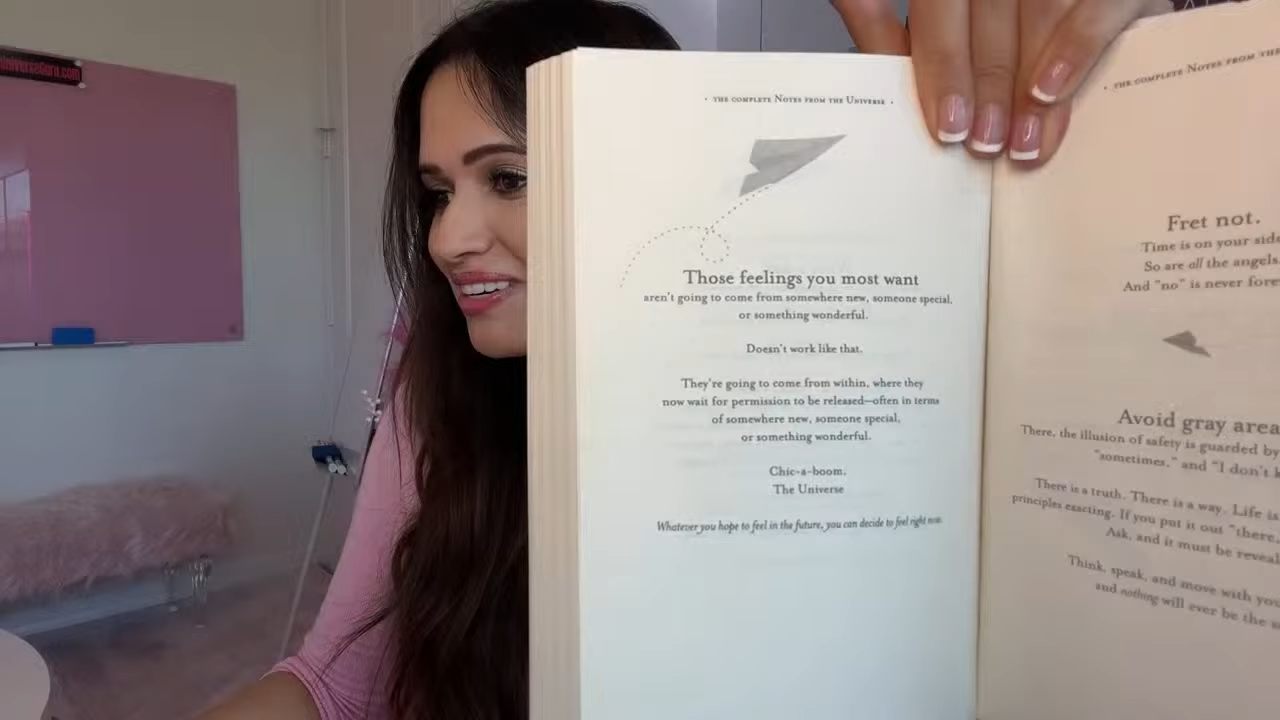 UniverseGuru.com
• THE COMPLETE NOTES FROM THE UNIVERSE •
Those feelings you most want
aren't going to come from somewhere new, someone special,
or something wonderful.
Doesn't work like that.
They're going to come from within, where they
now wait for permission to be released—often in terms
of somewhere new, someone special,
or something wonderful.
Chic-a-boom,
The Universe
Whatever you hope to feel in the future, you can decide to feel right now.
• THE COMPLETE NOTES FROM THE
Fret not.
Time is on your side
So are all the angels.
And "no" is never
Avoid gray
There, the illusion of safety is guarded by
"sometimes," and "I don't
There is a truth. There is a way. Life is
principles exacting. If you put it out "there,
Ask, and it must be
Think, speak, and move with
and nothing will ever be the